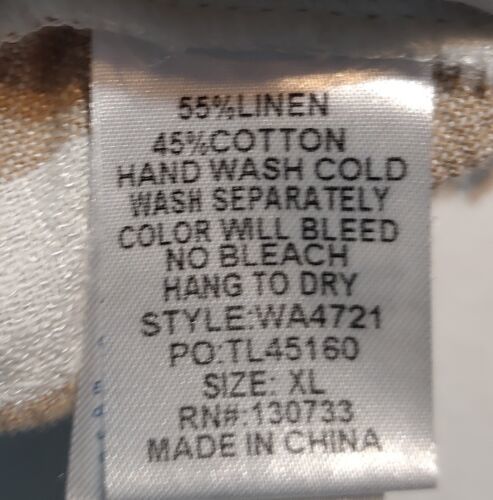 55%LINEN
45%COTTON
HAND WASH COLD
WASH SEPARATELY
COLOR WILL BLEED
NO BLEACH
HANG TO DRY
STYLE:WA4721
PO:TL45160
SIZE: XL
RN#:130733
MADE IN CHINA